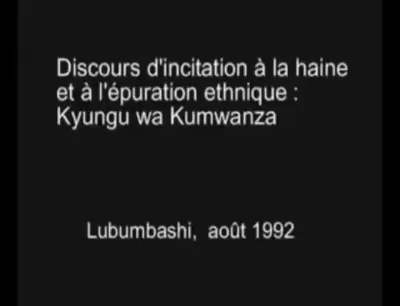 Discours d'incitation à la haine
et à l'épuration ethnique :
Kyungu wa Kumwanza
Lubumbashi, août 1992